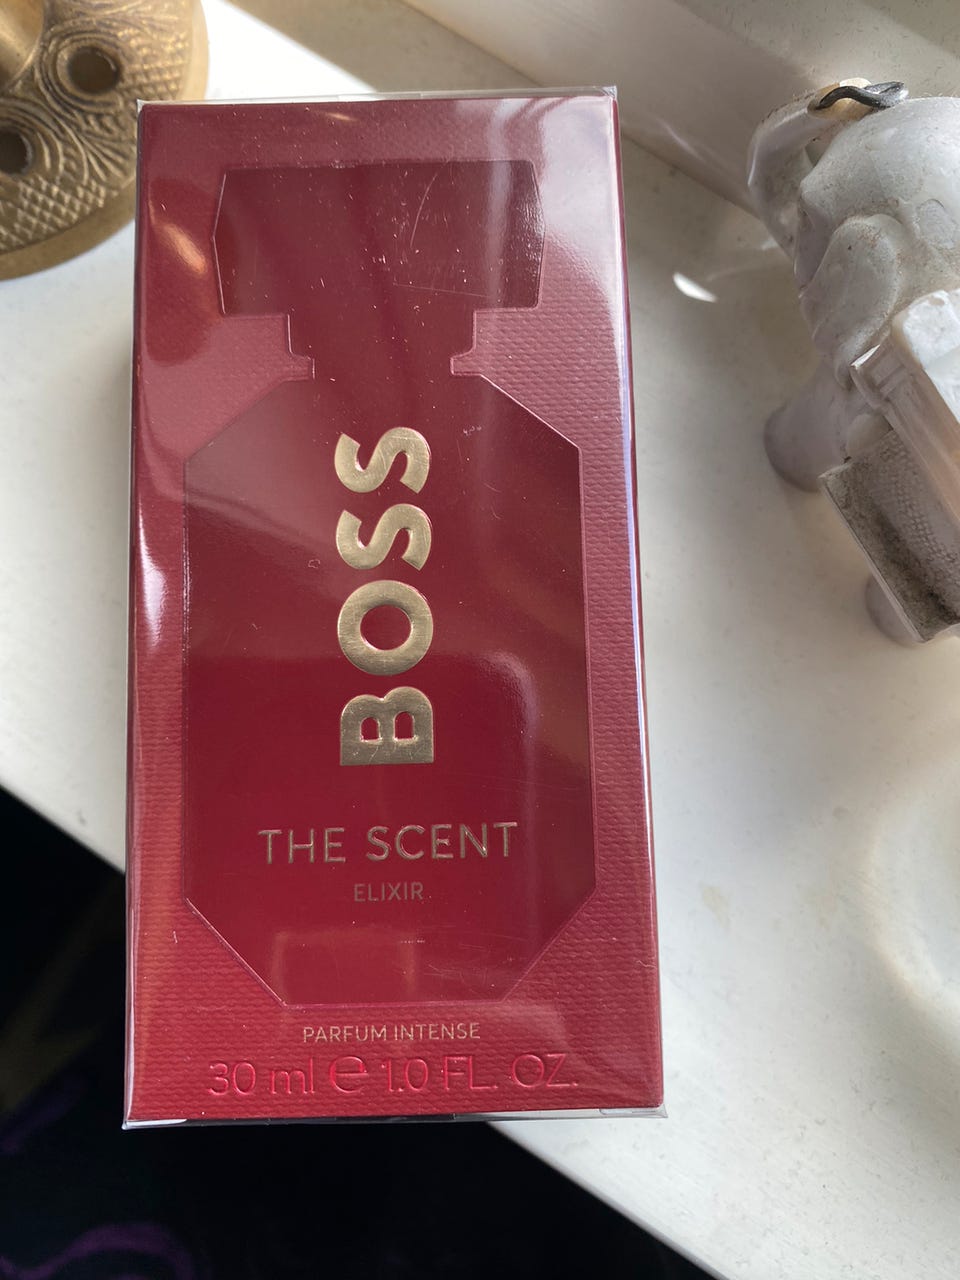 BOSS
THE SCENT
ELIXIR
PARFUM INTENSE
30 ml ℮ 1.0 FL. OZ.